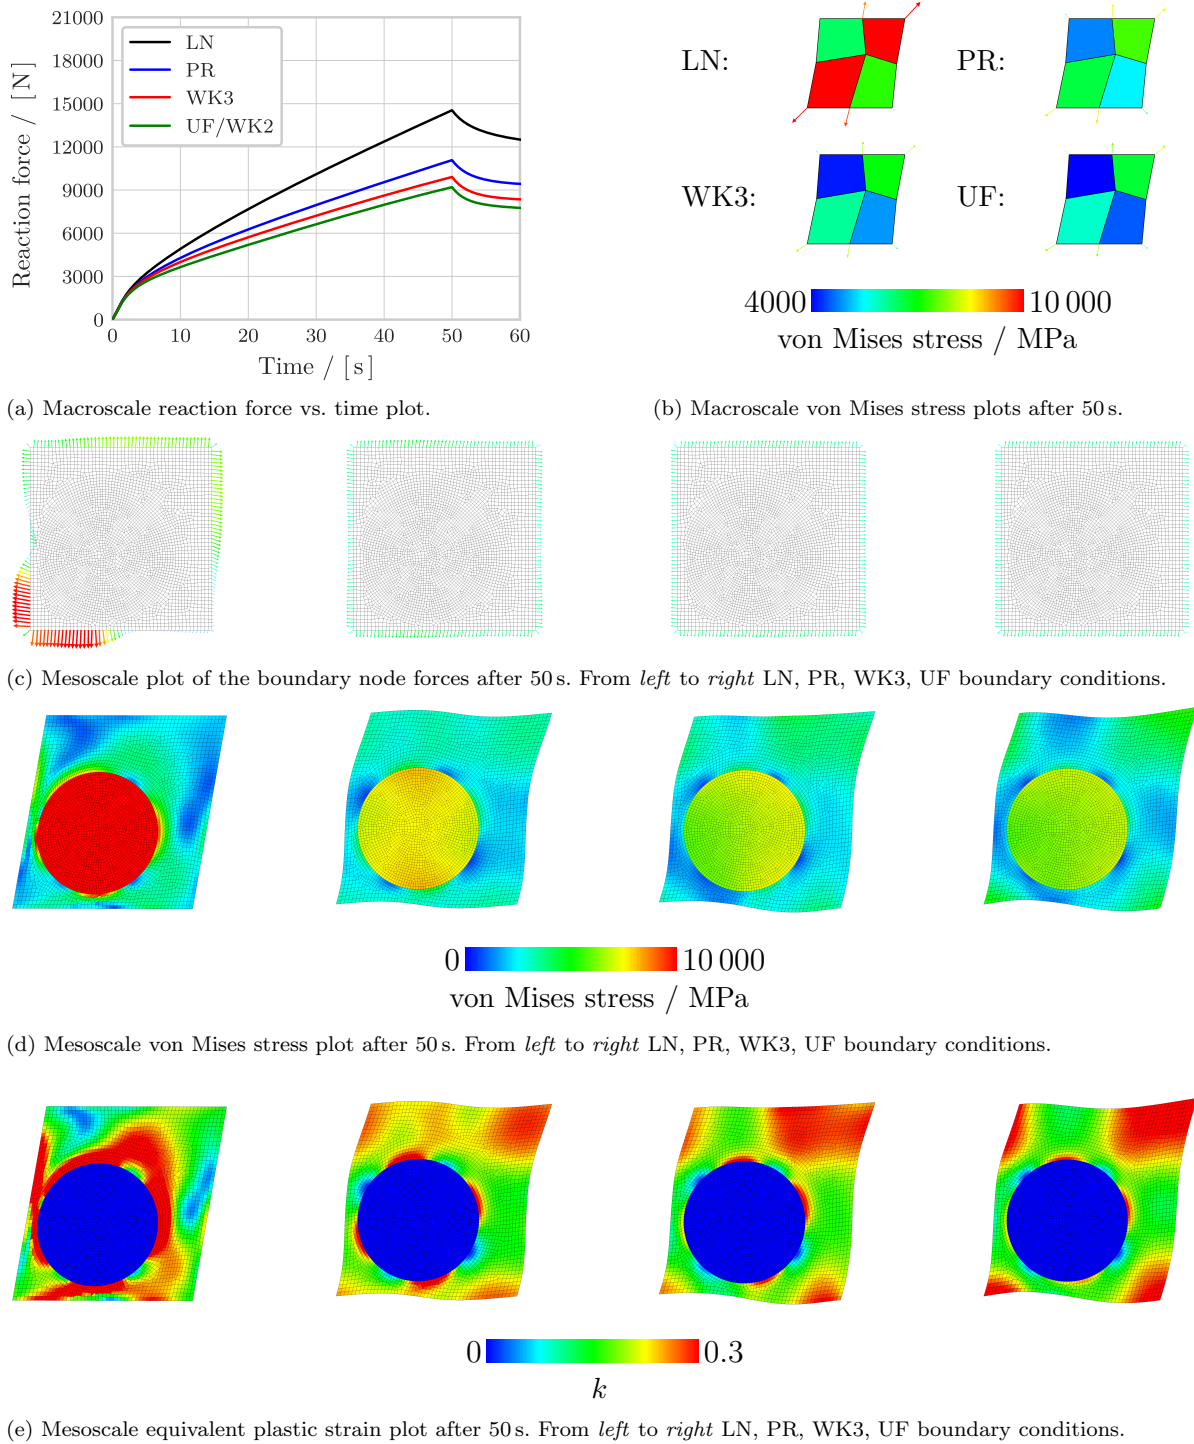 21000
18000
15000
12000
9000
6000
3000
0
Reaction force / [N]
LN
PR
WK3
UF/WK2
0 10 20 30 40 50 60
Time / [s]
(a) Macroscale reaction force vs. time plot.
LN: PR:
WK3: UF:
4000 10 000
von Mises stress / MPa
(b) Macroscale von Mises stress plots after 50 s.
(c) Mesoscale plot of the boundary node forces after 50 s. From left to right LN, PR, WK3, UF boundary conditions.
0 10 000
von Mises stress / MPa
(d) Mesoscale von Mises stress plot after 50 s. From left to right LN, PR, WK3, UF boundary conditions.
0 0.3
k
(e) Mesoscale equivalent plastic strain plot after 50 s. From left to right LN, PR, WK3, UF boundary conditions.